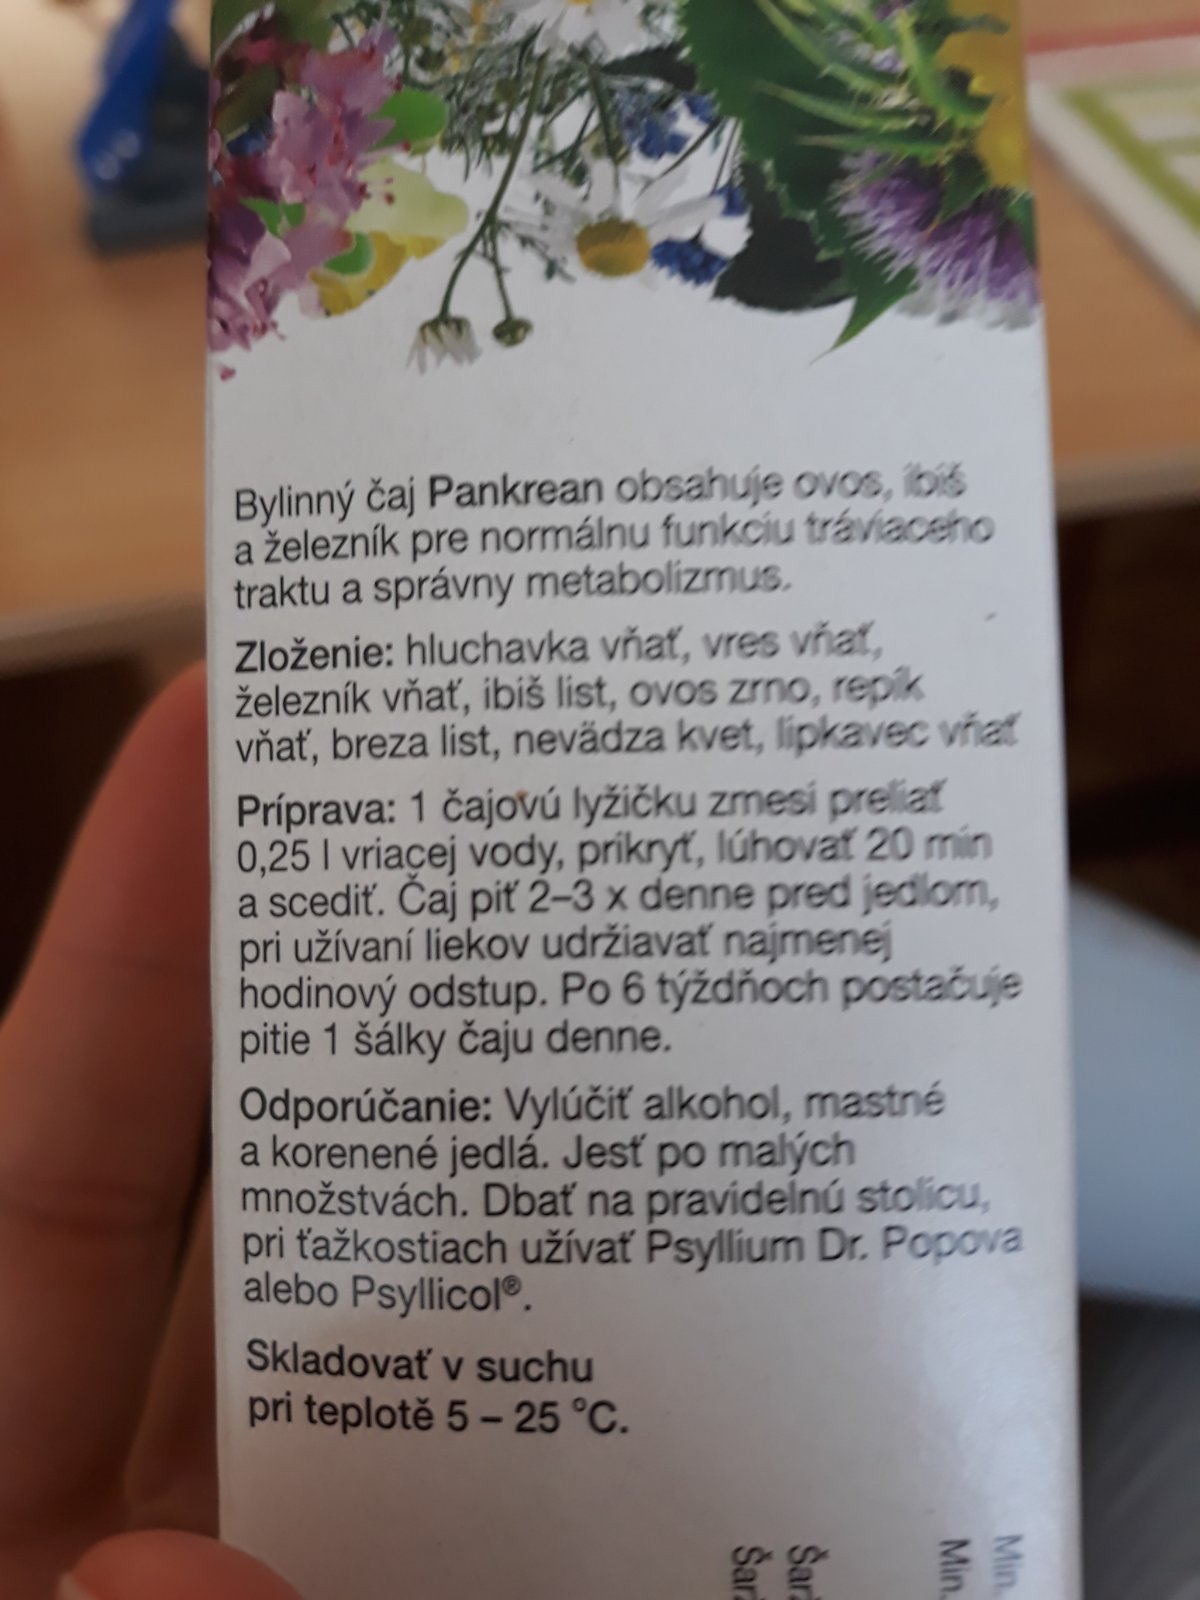 Bylinný čaj Pankrean obsahuje ovos, ibiš
a železník pre normálnu funkciu tráviaceho
traktu a správny metabolizmus.
Zloženie: hluchavka vňať, vres vňať,
železník vňať, ibiš list, ovos zrno, repík
vňať, breza list, nevädza kvet, lipkavec vňať
Príprava: 1 čajovú lyžičku zmesi preliať
0,25 l vriacej vody, prikryť, lúhovať 20 min
a scediť. Čaj piť 2–3 x denne pred jedlom,
pri užívaní liekov udržiavať najmenej
hodinový odstup. Po 6 týždňoch postačuje
pitie 1 šálky čaju denne.
Odporúčanie: Vylúčiť alkohol, mastné
a korenené jedlá. Jesť po malých
množstvách. Dbať na pravidelnú stolicu,
pri ťažkostiach užívať Psyllium Dr. Popova
alebo Psyllicol®.
Skladovať v suchu
pri teplotě 5 – 25 °C.
Min.
Min.